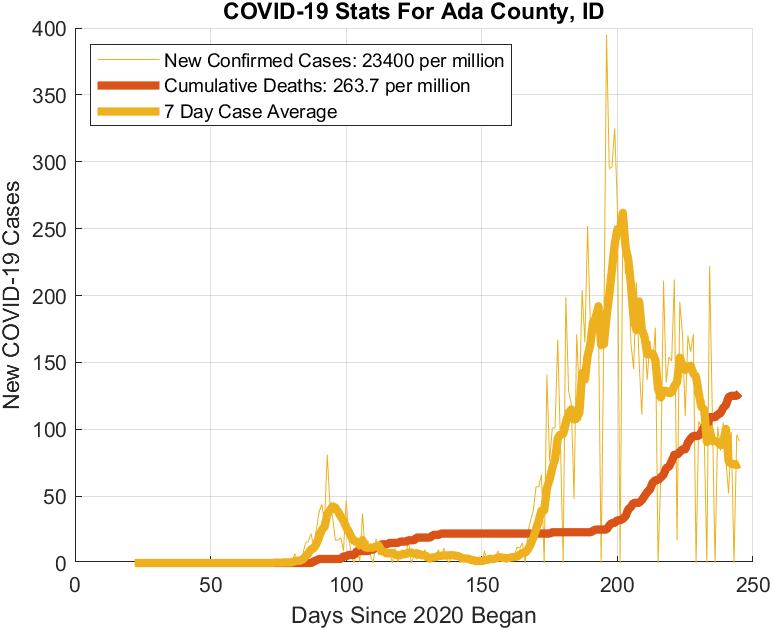 COVID-19 Stats For Ada County, ID
New Confirmed Cases: 23400 per million
Cumulative Deaths: 263.7 per million
7 Day Case Average
New COVID-19 Cases
400
350
300
250
200
150
100
50
0
0 50 100 150 200 250
Days Since 2020 Began